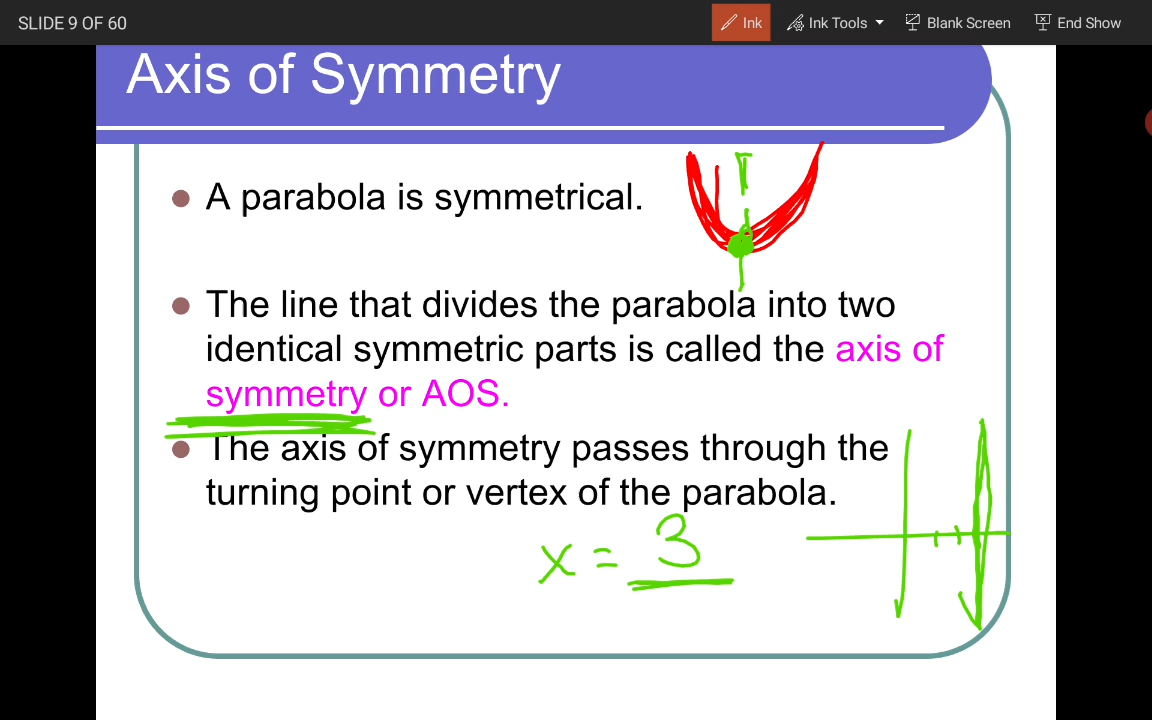 SLIDE 9 OF 60
Ink
Ink Tools
Blank Screen
End Show
Axis of Symmetry
A parabola is symmetrical.
The line that divides the parabola into two
identical symmetric parts is called the axis of
symmetry or AOS.
The axis of symmetry passes through the
turning point or vertex of the parabola.
x = 3